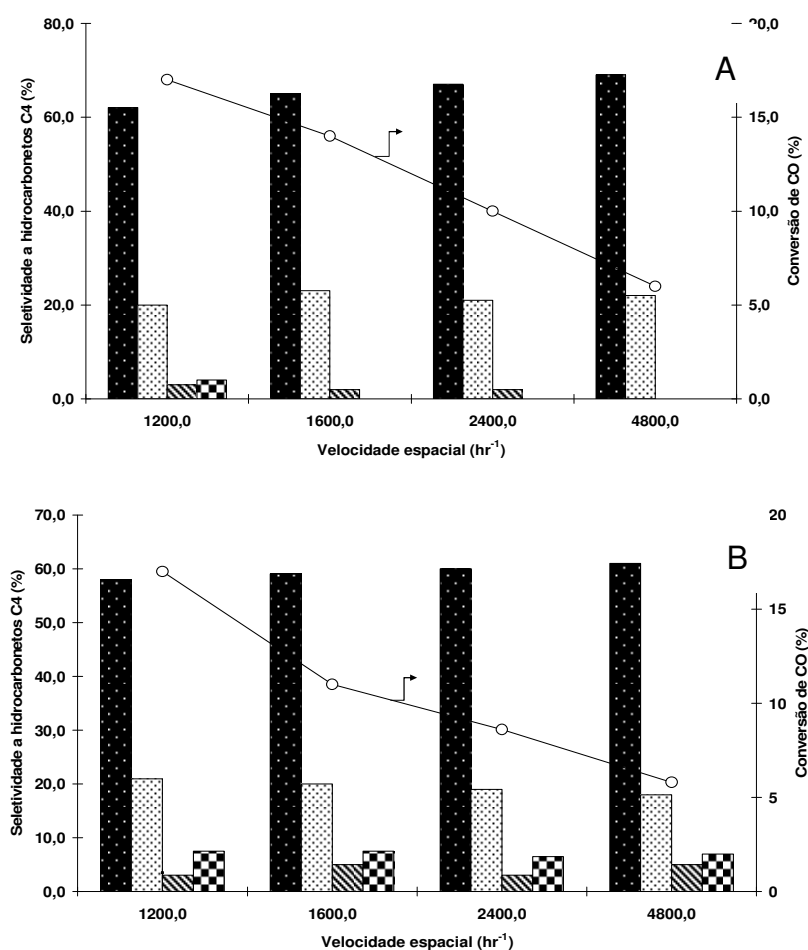 80,0
60,0
40,0
20,0
0,0
Seletividade a hidrocarbonetos C4 (%)
A
20,0
15,0
10,0
5,0
0,0
Conversão de CO (%)
1200,0 1600,0 2400,0 4800,0
Velocidade espacial (hr-1)
70,0
60,0
50,0
40,0
30,0
20,0
10,0
0,0
Seletividade a hidrocarbonetos C4 (%)
B
20
15
10
5
0
Conversão de CO (%)
1200,0 1600,0 2400,0 4800,0
Velocidade espacial (hr-1)